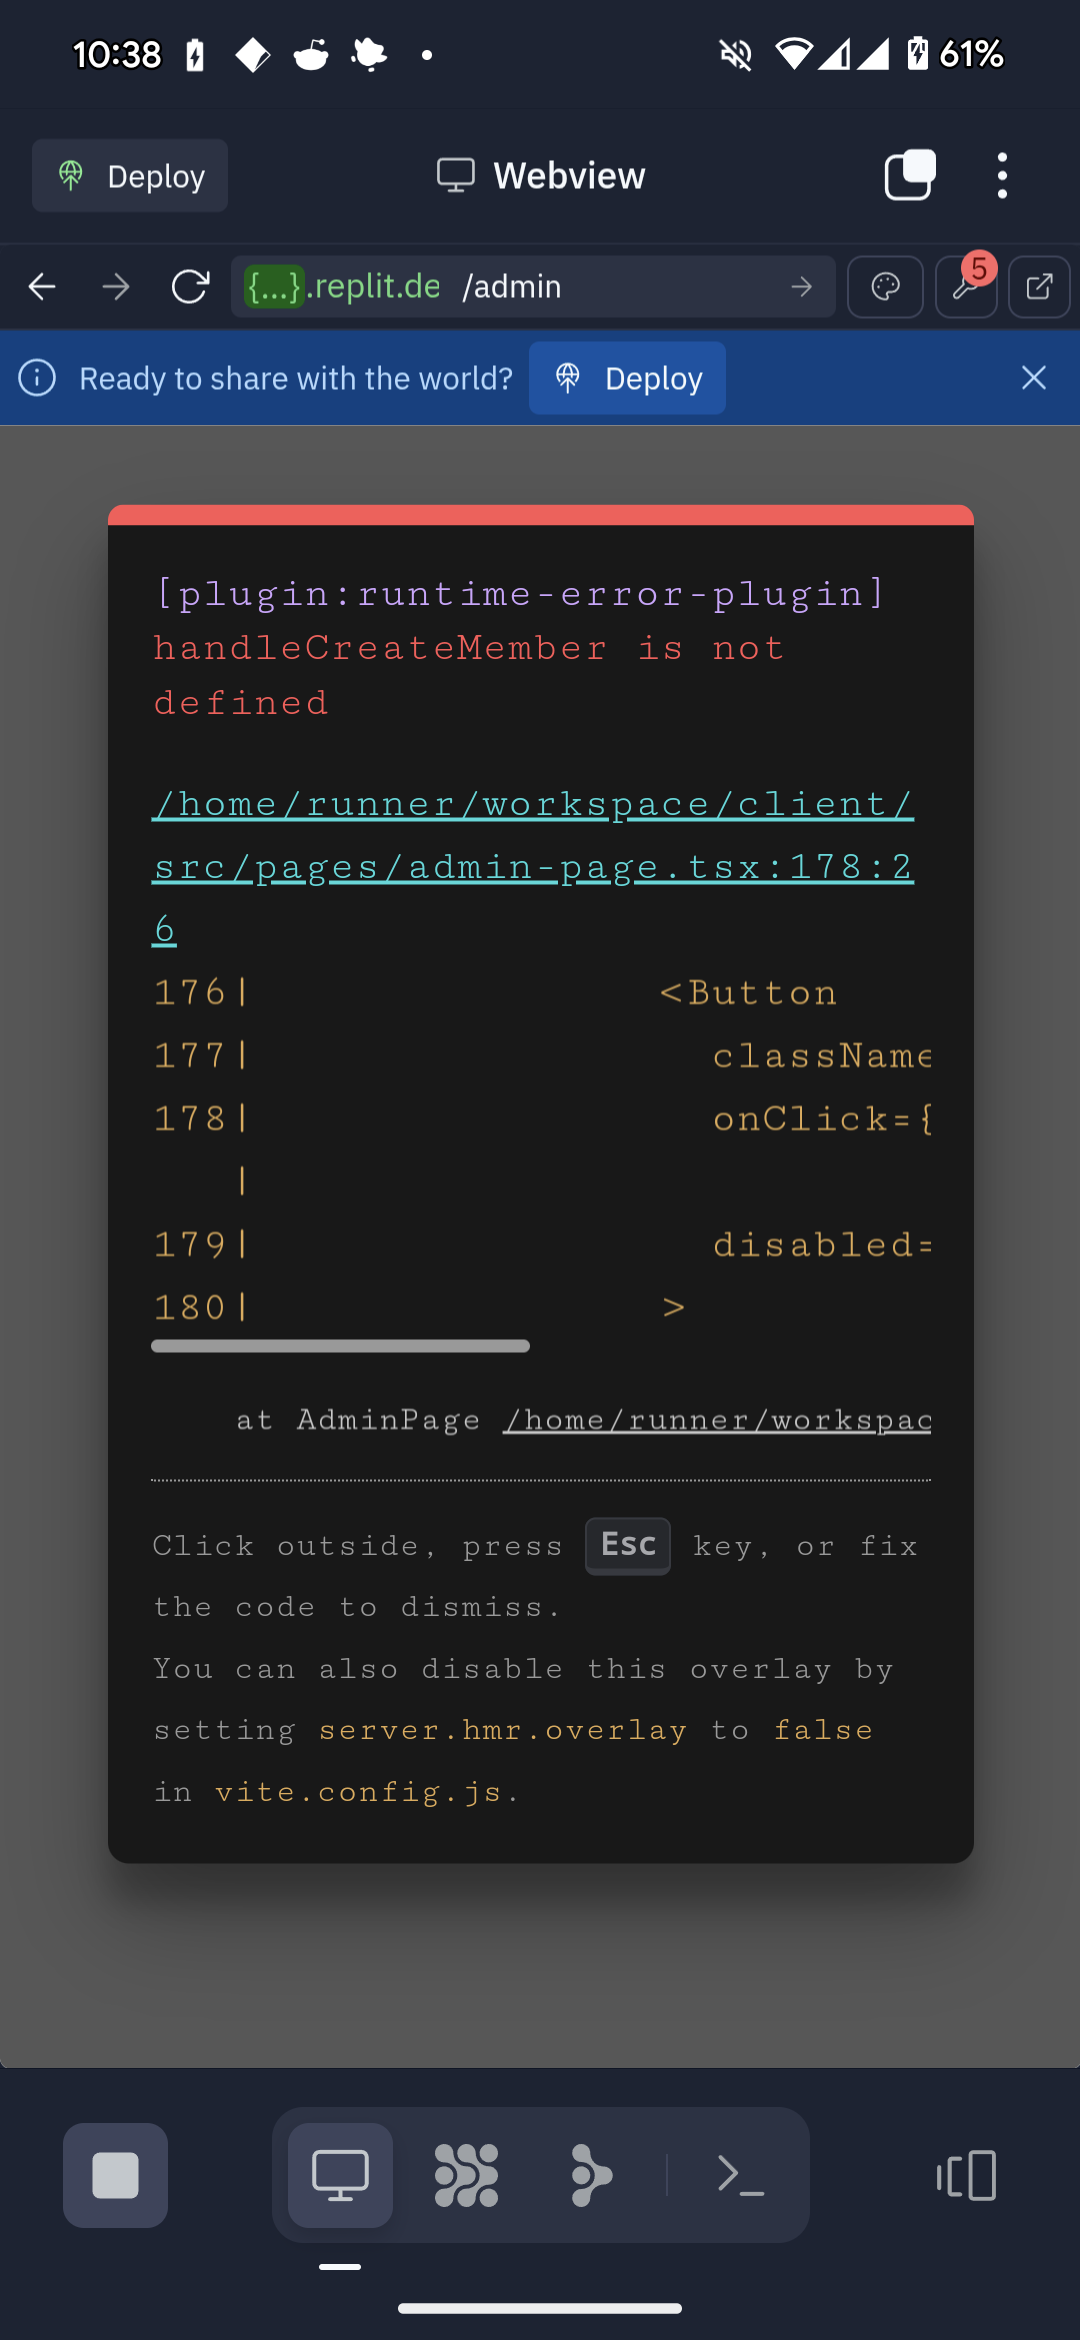 10:38
61%
Deploy
Webview
{...}.replit.de /admin
5
Ready to share with the world?
Deploy
[plugin:runtime-error-plugin]
handleCreateMember is not
defined
/home/runner/workspace/client/
src/pages/admin-page.tsx:178:2
6
176| <Button
177| className
178| onClick={
|
179| disabled=
180| >
at AdminPage /home/runner/workspac
Click outside, press Esc key, or fix
the code to dismiss.
You can also disable this overlay by
setting server.hmr.overlay to false
in vite.config.js.